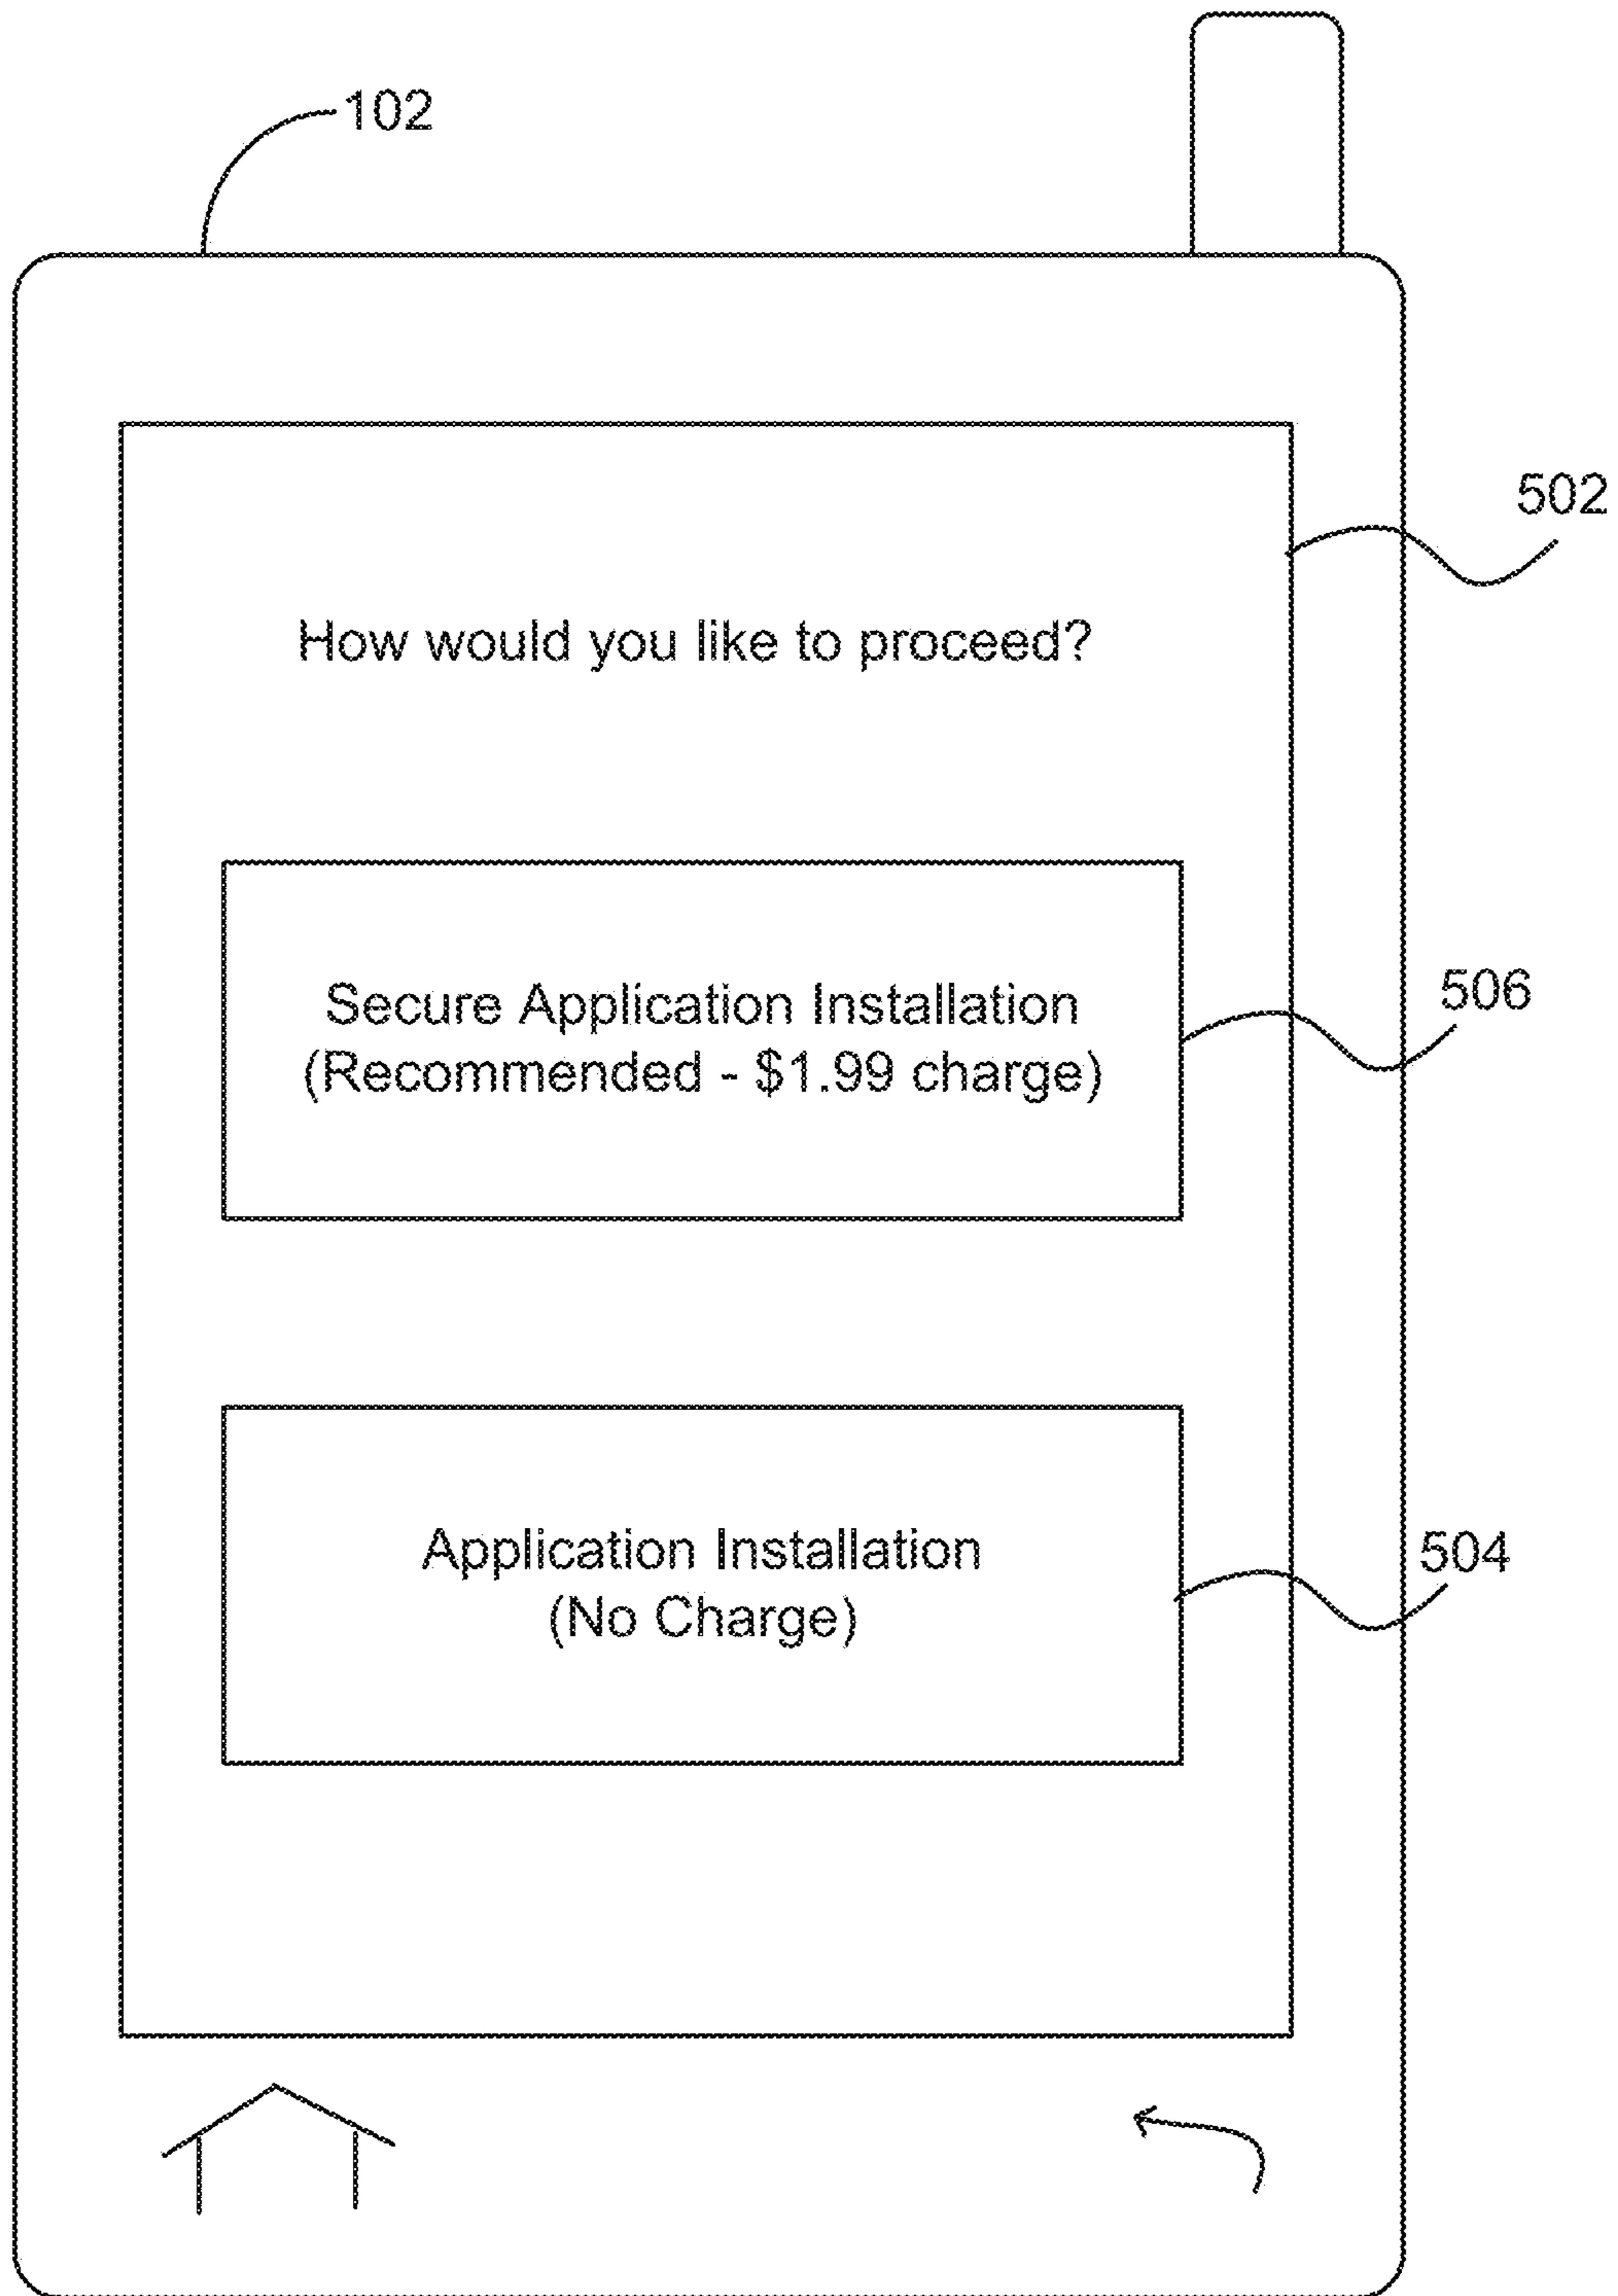 102
502
How would you like to proceed?
506
Secure Application Installation
(Recommended - $1.99 charge)
504
Application Installation
(No Charge)